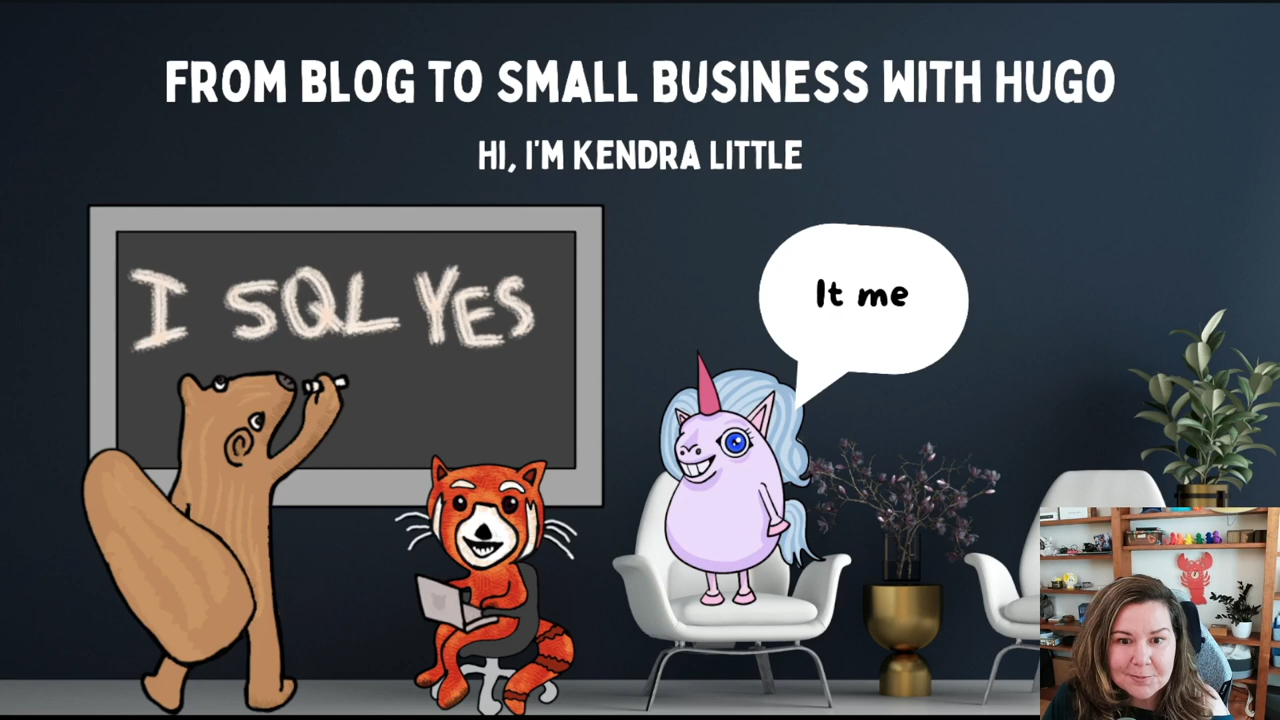 FROM BLOG TO SMALL BUSINESS WITH HUGO
HI, I'M KENDRA LITTLE
I SQL YES
It me